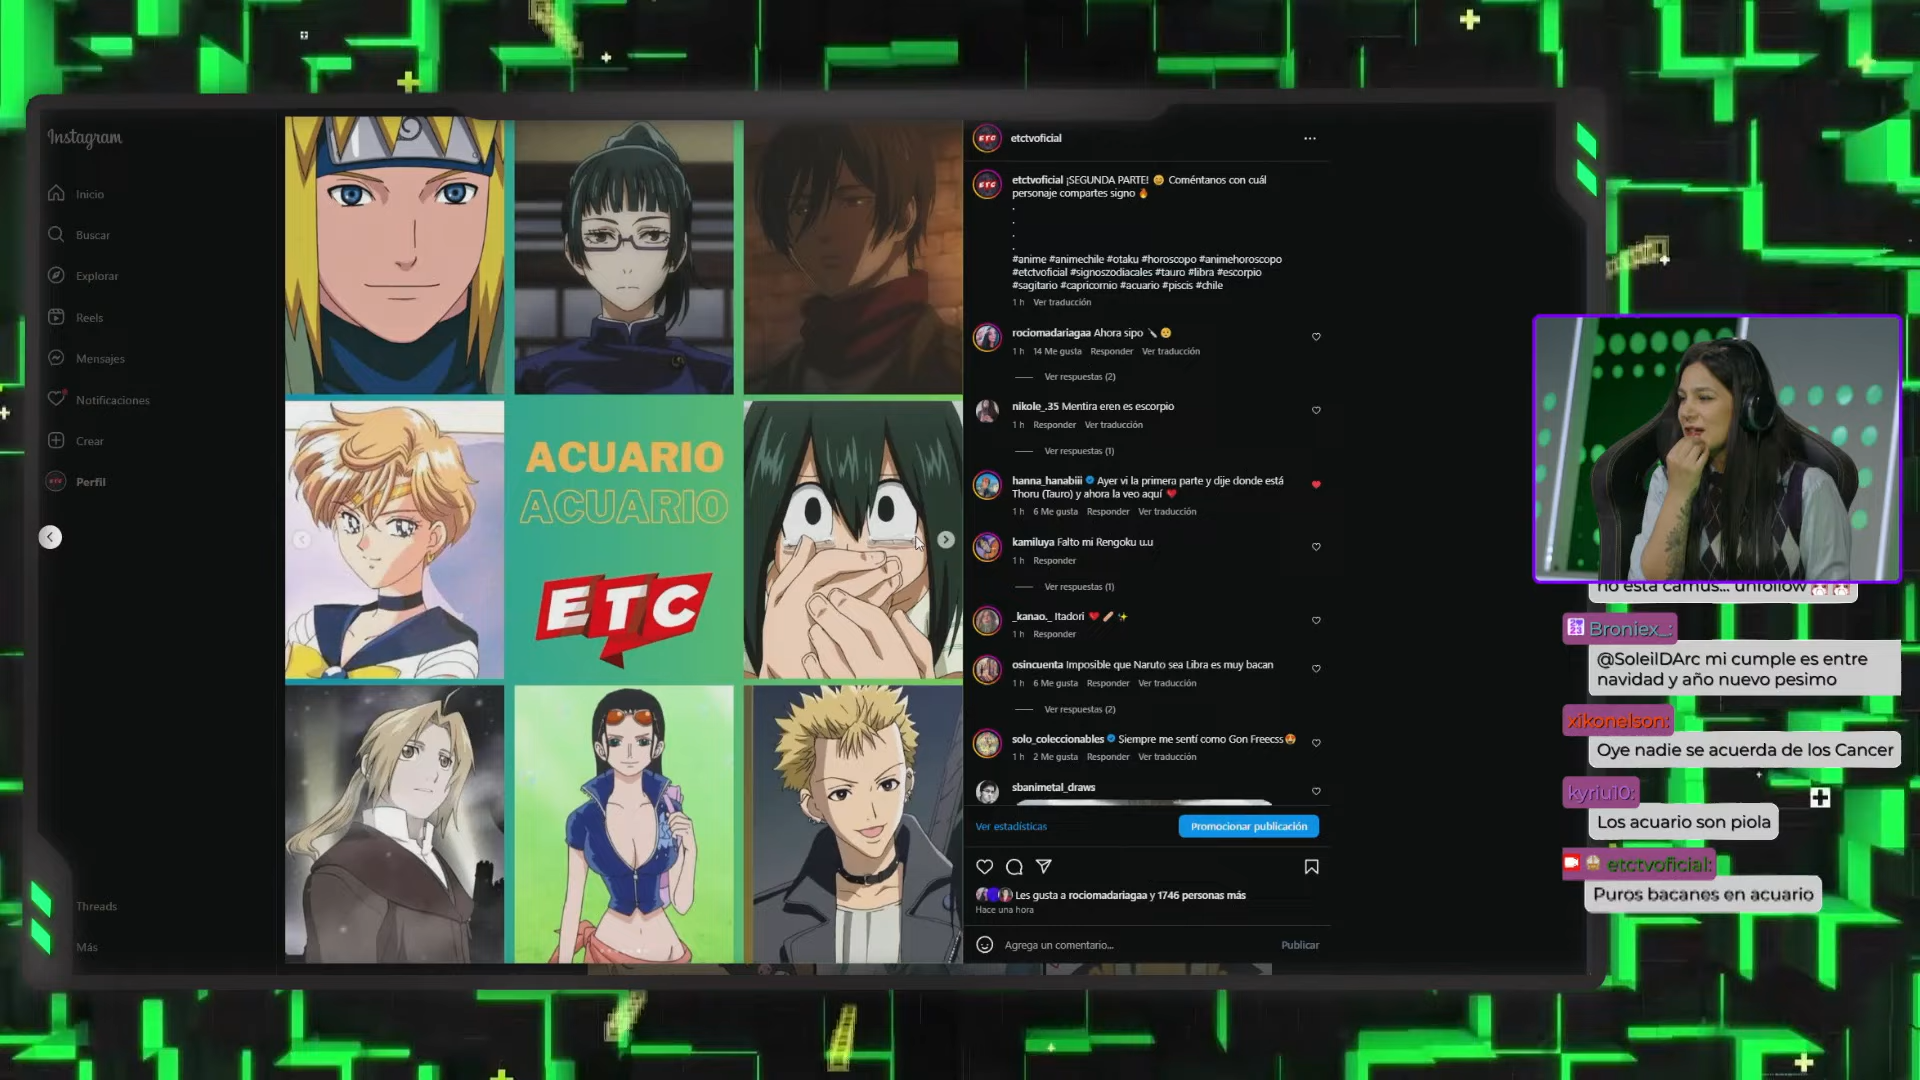 Instagram
Inicio
Buscar
Explorar
Reels
Mensajes
Notificaciones
Crear
Perfil
Threads
Más
ACUARIO
ACUARIO
ETC
etctvoficial
etctvoficial ¡SEGUNDA PARTE! 😊 Coméntanos con cuál
personaje compartes signo 🔥
.
.
.
.
#anime #animechile #otaku #horoscopo #animehoroscopo
#etctvoficial #signoszodiacales #tauro #libra #escorpio
#sagitario #capricornio #acuario #piscis #chile
1 h Ver traducción
rociomadariagaa Ahora sipo
1 h 14 Me gusta Responder Ver traducción
Ver respuestas (2)
nikole_.35 Mentira eren es escorpio
1 h Responder Ver traducción
Ver respuestas (1)
hanna_hanabiii Ayer vi la primera parte y dije donde está
Thoru (Tauro) y ahora la veo aquí ❤️
1 h 6 Me gusta Responder Ver traducción
kamiluya Falto mi Rengoku u.u
1 h Responder
Ver respuestas (1)
_kanao._ Itadori ❤️ 🩹 ✨
1 h Responder
osincuenta Imposible que Naruto sea Libra es muy bacan
1 h 6 Me gusta Responder Ver traducción
Ver respuestas (2)
solo_coleccionables Siempre me sentí como Gon Freecss😍
1 h 2 Me gusta Responder Ver traducción
sbanimetal_draws
Ver estadísticas
Promocionar publicación
Les gusta a rociomadariagaa y 1746 personas más
Hace una hora
Agrega un comentario...
Publicar
no está camus... unfollow
Broniex_:
@SoleilDArc mi cumple es entre
navidad y año nuevo pesimo
xikonelson:
Oye nadie se acuerda de los Cancer
kyriu10:
Los acuario son piola
etctvoficial:
Puros bacanes en acuario